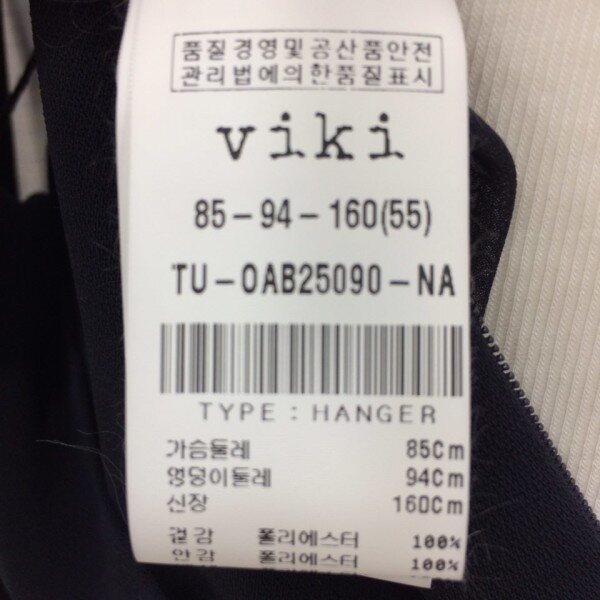 품질경영및공산품안전
관리법에의한품질표시
viki
85-94-160(55)
TU-OAB25090-NA
TYPE : HANGER
가슴둘레 85Cm
엉덩이둘레 94Cm
신장 160Cm
겉감 폴리에스터 100%
안감 폴리에스터 100%